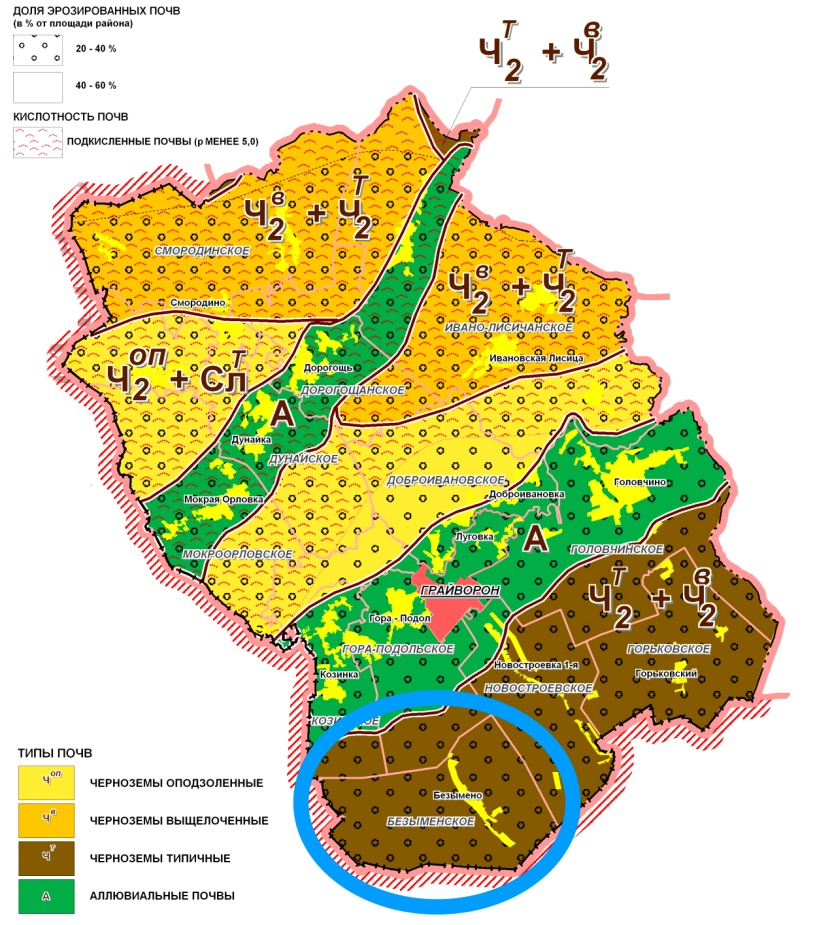 ДОЛЯ ЭРОЗИРОВАННЫХ ПОЧВ
(в % от площади района)
20 - 40 %
40 - 60 %
КИСЛОТНОСТЬ ПОЧВ
ПОДКИСЛЕННЫЕ ПОЧВЫ (р МЕНЕЕ 5,0)
Ч2Т + Ч2В
Ч2В + Ч2Т
СМОРОДИНСКОЕ
Смородино
Ч2В + Ч2Т
ИВАНО-ЛИСИЧАНСКОЕ
Ивановская Лисица
Ч2ОП + СлТ
Дорогощь
ДОРОГОЩАНСКОЕ
А
Дунайка
ДУНАЙСКОЕ
ДОБРОИВАНОВСКОЕ
Доброивановка
Головчино
Мокрая Орловка
МОКРООРЛОВСКОЕ
Луговка
А
ГОЛОВЧИНСКОЕ
ГРАЙВОРОН
Ч2Т + Ч2В
Гора - Подол
ГОРА-ПОДОЛЬСКОЕ
ГОРЬКОВСКОЕ
Новостроевка 1-я
Горьковский
Козинка
НОВОСТРОЕВСКОЕ
Безымено
БЕЗЫМЕНСКОЕ
ТИПЫ ПОЧВ
Чоп ЧЕРНОЗЕМЫ ОПОДЗОЛЕННЫЕ
Чв ЧЕРНОЗЕМЫ ВЫЩЕЛОЧЕННЫЕ
Чт ЧЕРНОЗЕМЫ ТИПИЧНЫЕ
А АЛЛЮВИАЛЬНЫЕ ПОЧВЫ